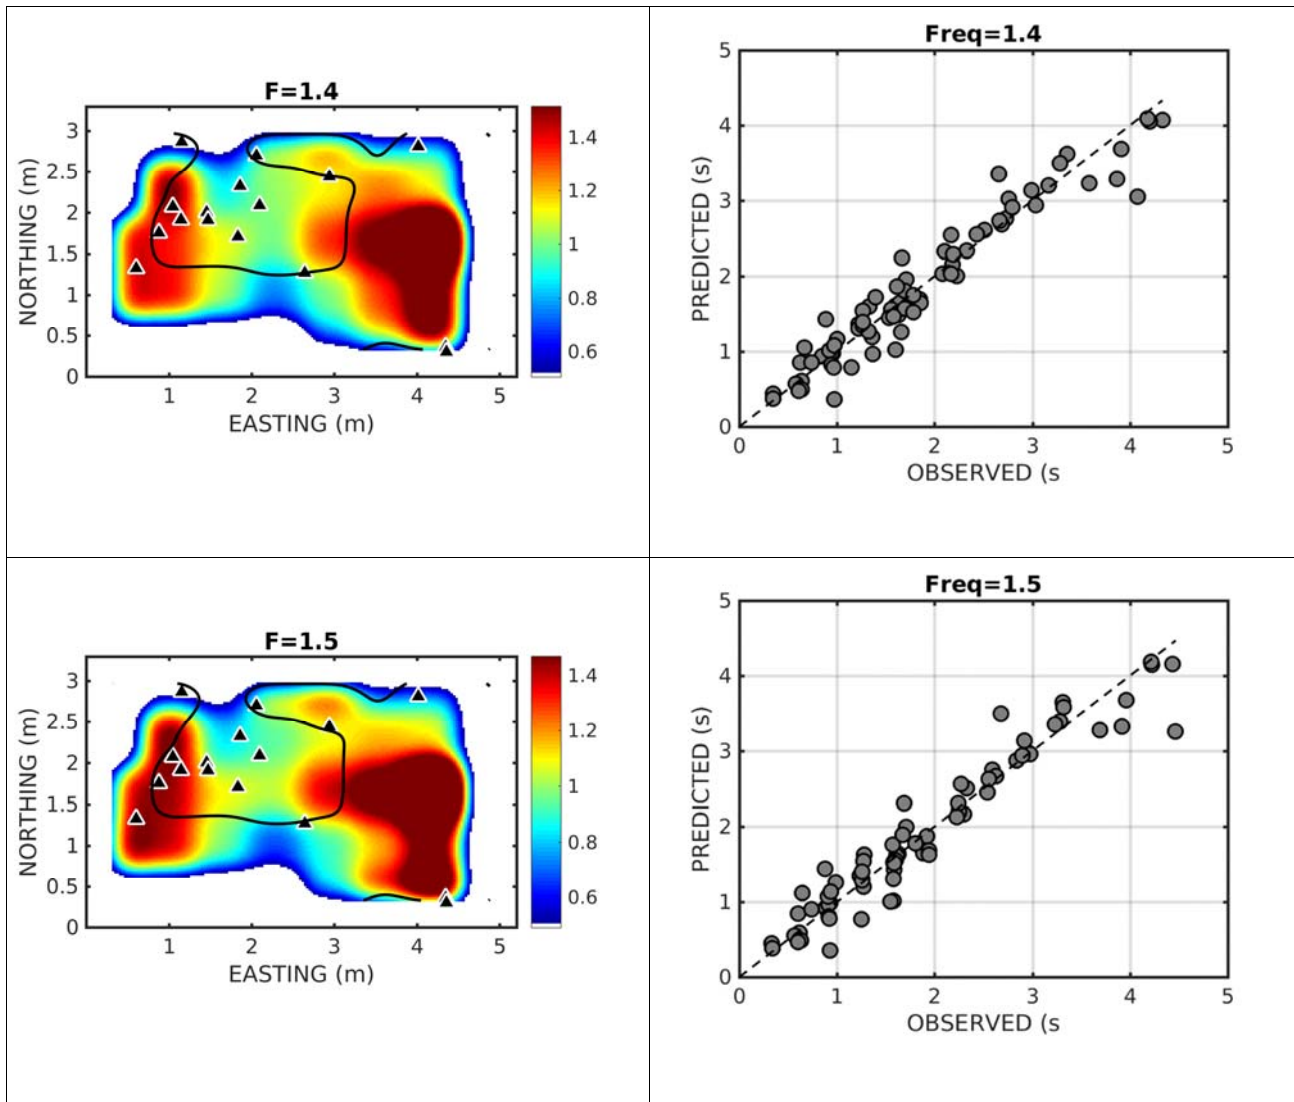 F=1.4
3
2.5
2
1.5
1
0.5
0
NORTHING (m)
1 2 3 4 5
EASTING (m)
1.4
1.2
1
0.8
0.6
Freq=1.4
5
4
3
2
1
0
PREDICTED (s)
0 1 2 3 4 5
OBSERVED (s
F=1.5
3
2.5
2
1.5
1
0.5
0
NORTHING (m)
1 2 3 4 5
EASTING (m)
1.4
1.2
1
0.8
0.6
Freq=1.5
5
4
3
2
1
0
PREDICTED (s)
0 1 2 3 4 5
OBSERVED (s